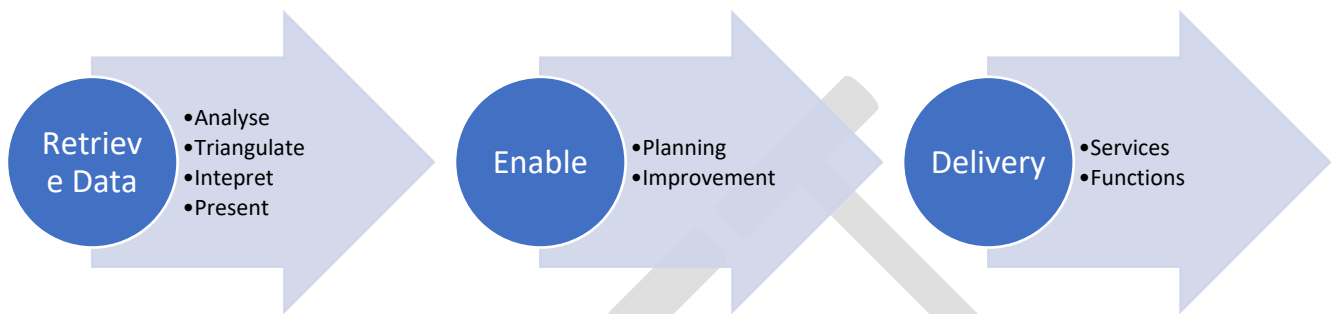 Retriev
e Data
•Analyse
•Triangulate
•Intepret
•Present
Enable
•Planning
•Improvement
Delivery
•Services
•Functions